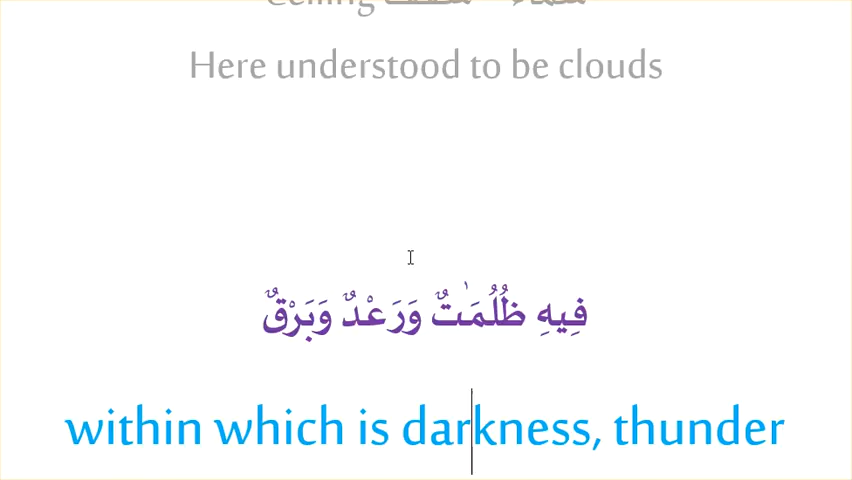 Here understood to be clouds
فِيهِ ظُلُمَٰتٌ وَرَعْدٌ وَبَرْقٌ
within which is darkness, thunder